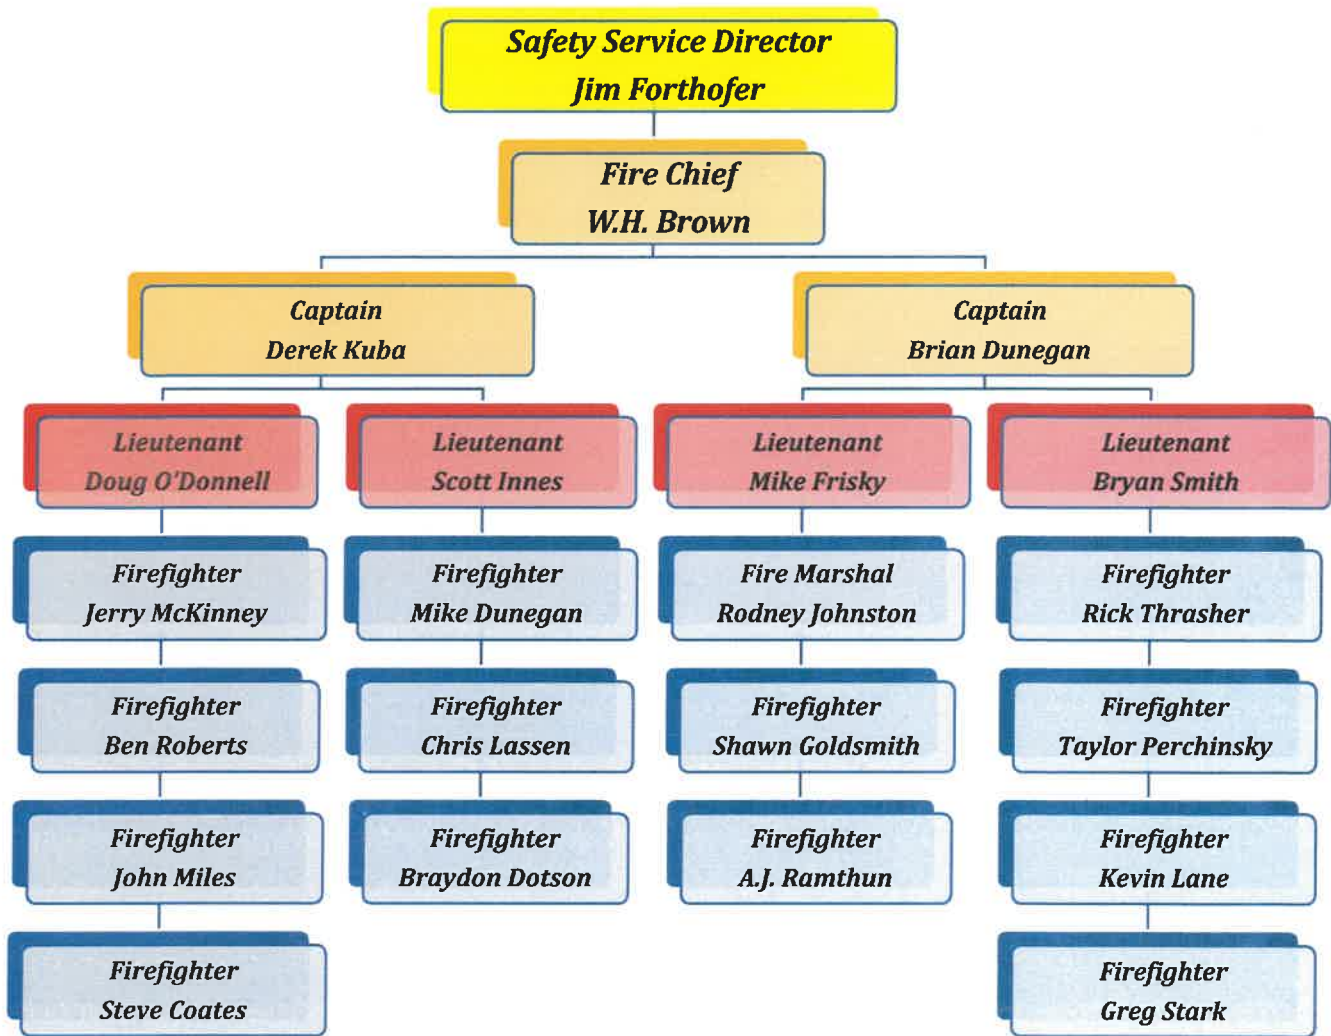 Safety Service Director
Jim Forthofer
Fire Chief
W.H. Brown
Captain
Derek Kuba
Captain
Brian Dunegan
Lieutenant
Doug O'Donnell
Lieutenant
Scott Innes
Lieutenant
Mike Frisky
Lieutenant
Bryan Smith
Firefighter
Jerry McKinney
Firefighter
Mike Dunegan
Fire Marshal
Rodney Johnston
Firefighter
Rick Thrasher
Firefighter
Ben Roberts
Firefighter
Chris Lassen
Firefighter
Shawn Goldsmith
Firefighter
Taylor Perchinsky
Firefighter
John Miles
Firefighter
Braydon Dotson
Firefighter
A.J. Ramthun
Firefighter
Kevin Lane
Firefighter
Steve Coates
Firefighter
Greg Stark